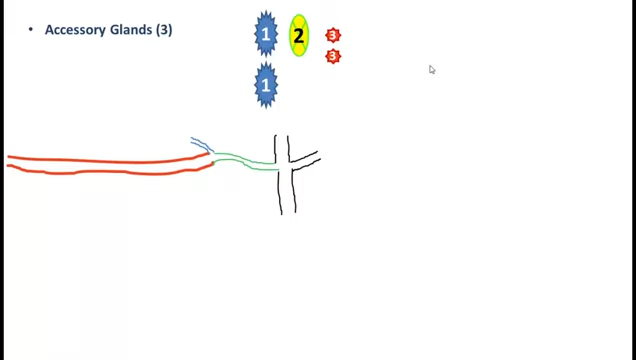 • Accessory Glands (3)
1 2 3
3
1